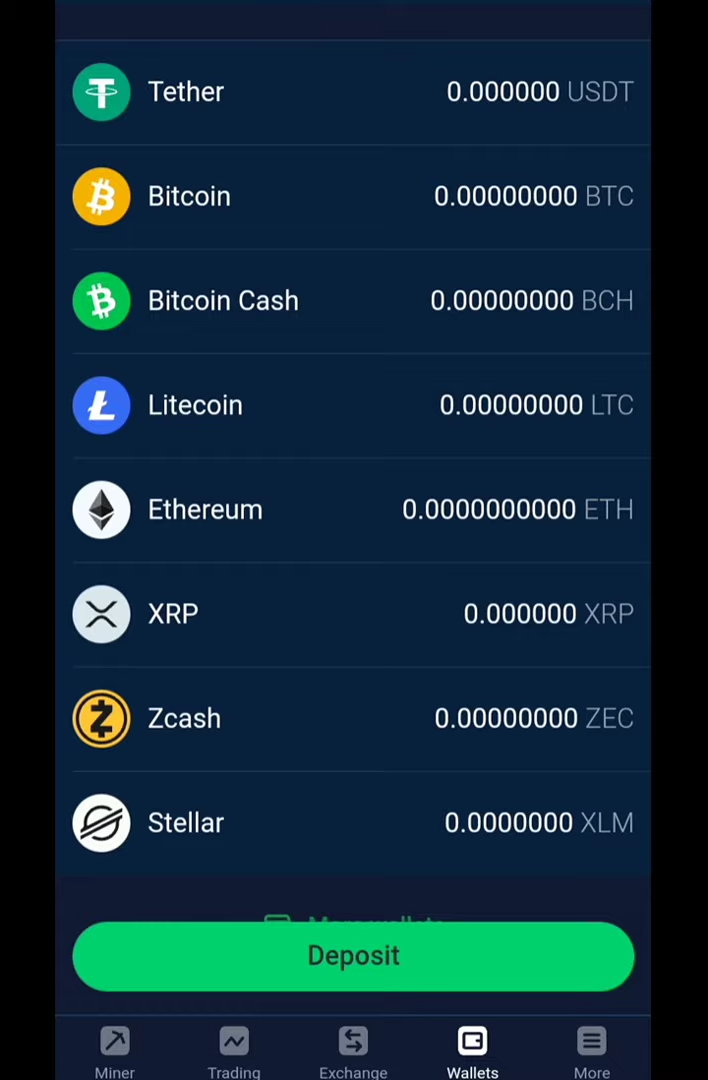 Tether 0.000000 USDT
Bitcoin 0.00000000 BTC
Bitcoin Cash 0.00000000 BCH
Litecoin 0.00000000 LTC
Ethereum 0.0000000000 ETH
XRP 0.000000 XRP
Zcash 0.00000000 ZEC
Stellar 0.0000000 XLM
More wallets
Deposit
Miner Trading Exchange Wallets More